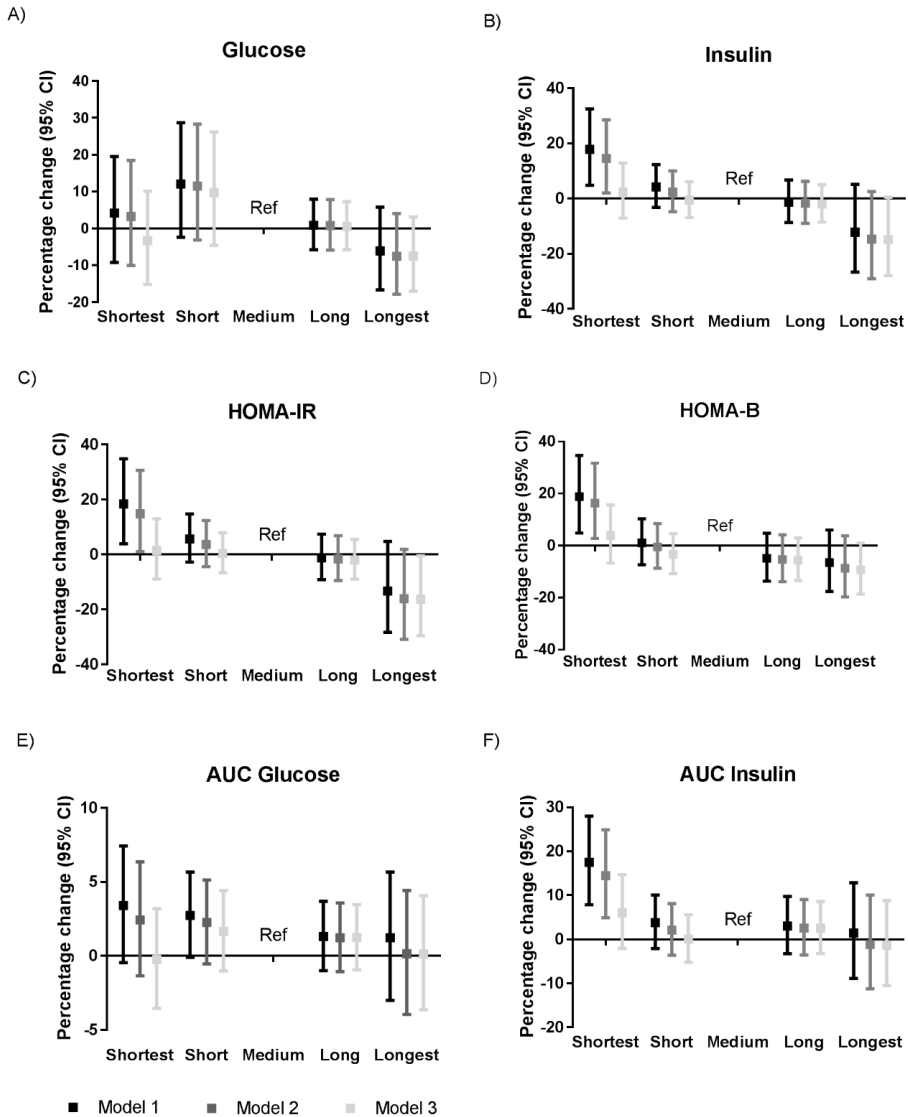 A)
Glucose
Percentage change (95% CI)
40
30
20
10
0
-10
-20
Ref
Shortest Short Medium Long Longest
B)
Insulin
Percentage change (95% CI)
40
20
0
-20
-40
Ref
Shortest Short Medium Long Longest
C)
HOMA-IR
Percentage change (95% CI)
40
20
0
-20
-40
Ref
Shortest Short Medium Long Longest
D)
HOMA-B
Percentage change (95% CI)
40
20
0
-20
-40
Ref
Shortest Short Medium Long Longest
E)
AUC Glucose
Percentage change (95% CI)
10
5
0
-5
Ref
Shortest Short Medium Long Longest
F)
AUC Insulin
Percentage change (95% CI)
30
20
10
0
-10
-20
Ref
Shortest Short Medium Long Longest
Model 1 Model 2 Model 3